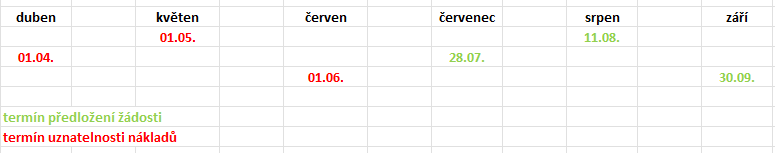 duben květen červen červenec srpen září
01.05. 11.08.
01.04. 28.07.
01.06. 30.09.
termín předložení žádosti
termín uznatelnosti nákladů